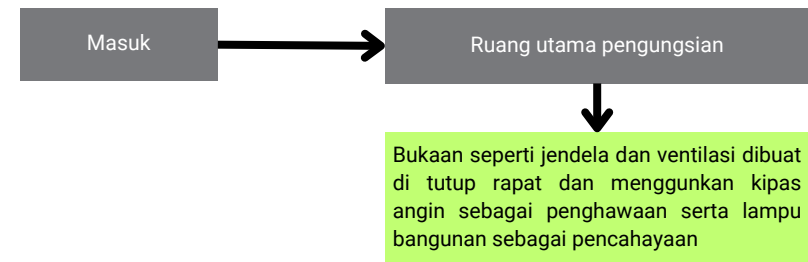 Masuk
Ruang utama pengungsian
Bukaan seperti jendela dan ventilasi dibuat
di tutup rapat dan menggunkan kipas
angin sebagai penghawaan serta lampu
bangunan sebagai pencahayaan